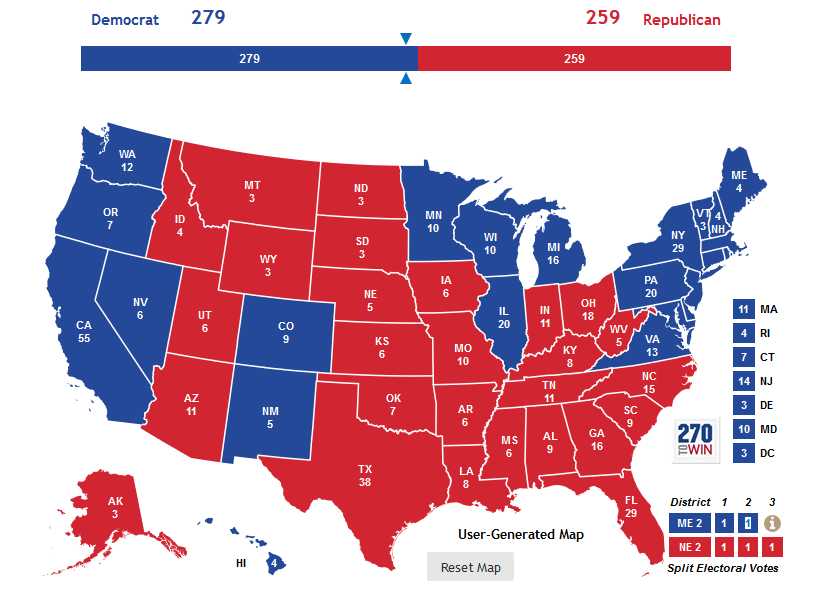 Democrat 279 259 Republican
279 259
WA
12
OR
7
CA
55
NV
6
ID
4
MT
3
WY
3
UT
6
AZ
11
CO
9
NM
5
ND
3
SD
3
NE
5
KS
6
OK
7
TX
38
MN
10
IA
6
MO
10
AR
6
LA
8
WI
10
IL
20
MI
16
IN
11
OH
18
KY
8
TN
11
MS
6
AL
9
GA
16
FL
29
SC
9
NC
15
VA
13
WV
5
PA
20
NY
29
VT
3
4
NH
ME
4
AK
3
HI 4
11 MA
4 RI
7 CT
14 NJ
3 DE
10 MD
3 DC
270
TO WIN
District 1 2 3
ME 2 1 1 i
NE 2 1 1 1
Split Electoral Votes
User-Generated Map
Reset Map